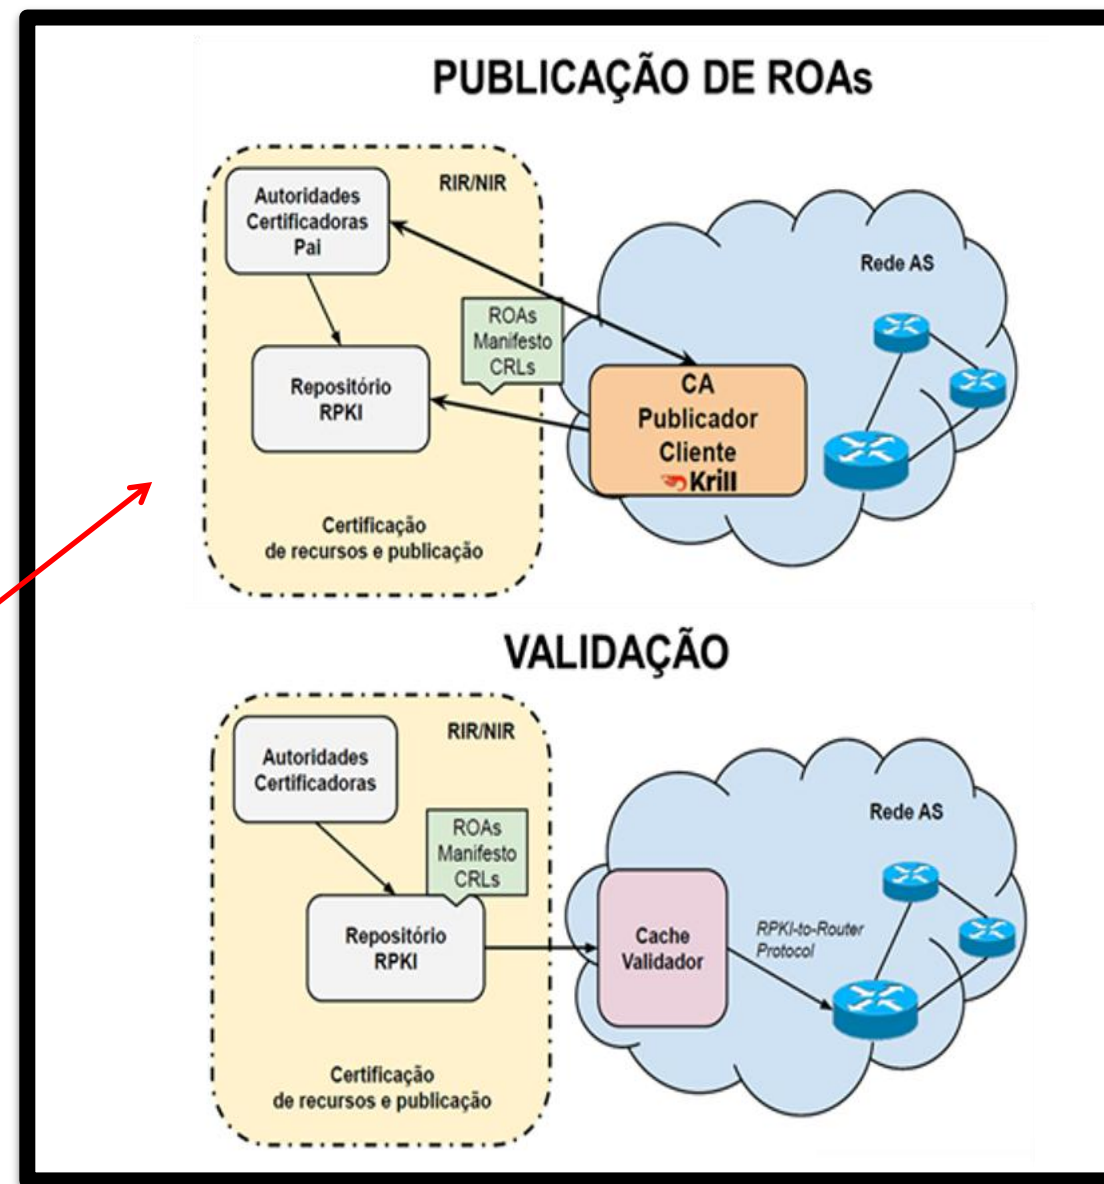 PUBLICAÇÃO DE ROAs
RIR/NIR
Autoridades
Certificadoras
Pai
Rede AS
ROAs
Manifesto
CRLs
Repositório
RPKI
CA
Publicador
Cliente
Krill
Certificação
de recursos e publicação
VALIDAÇÃO
RIR/NIR
Autoridades
Certificadoras
Rede AS
ROAs
Manifesto
CRLs
Repositório
RPKI
Cache
Validador
RPKI-to-Router
Protocol
Certificação
de recursos e publicação